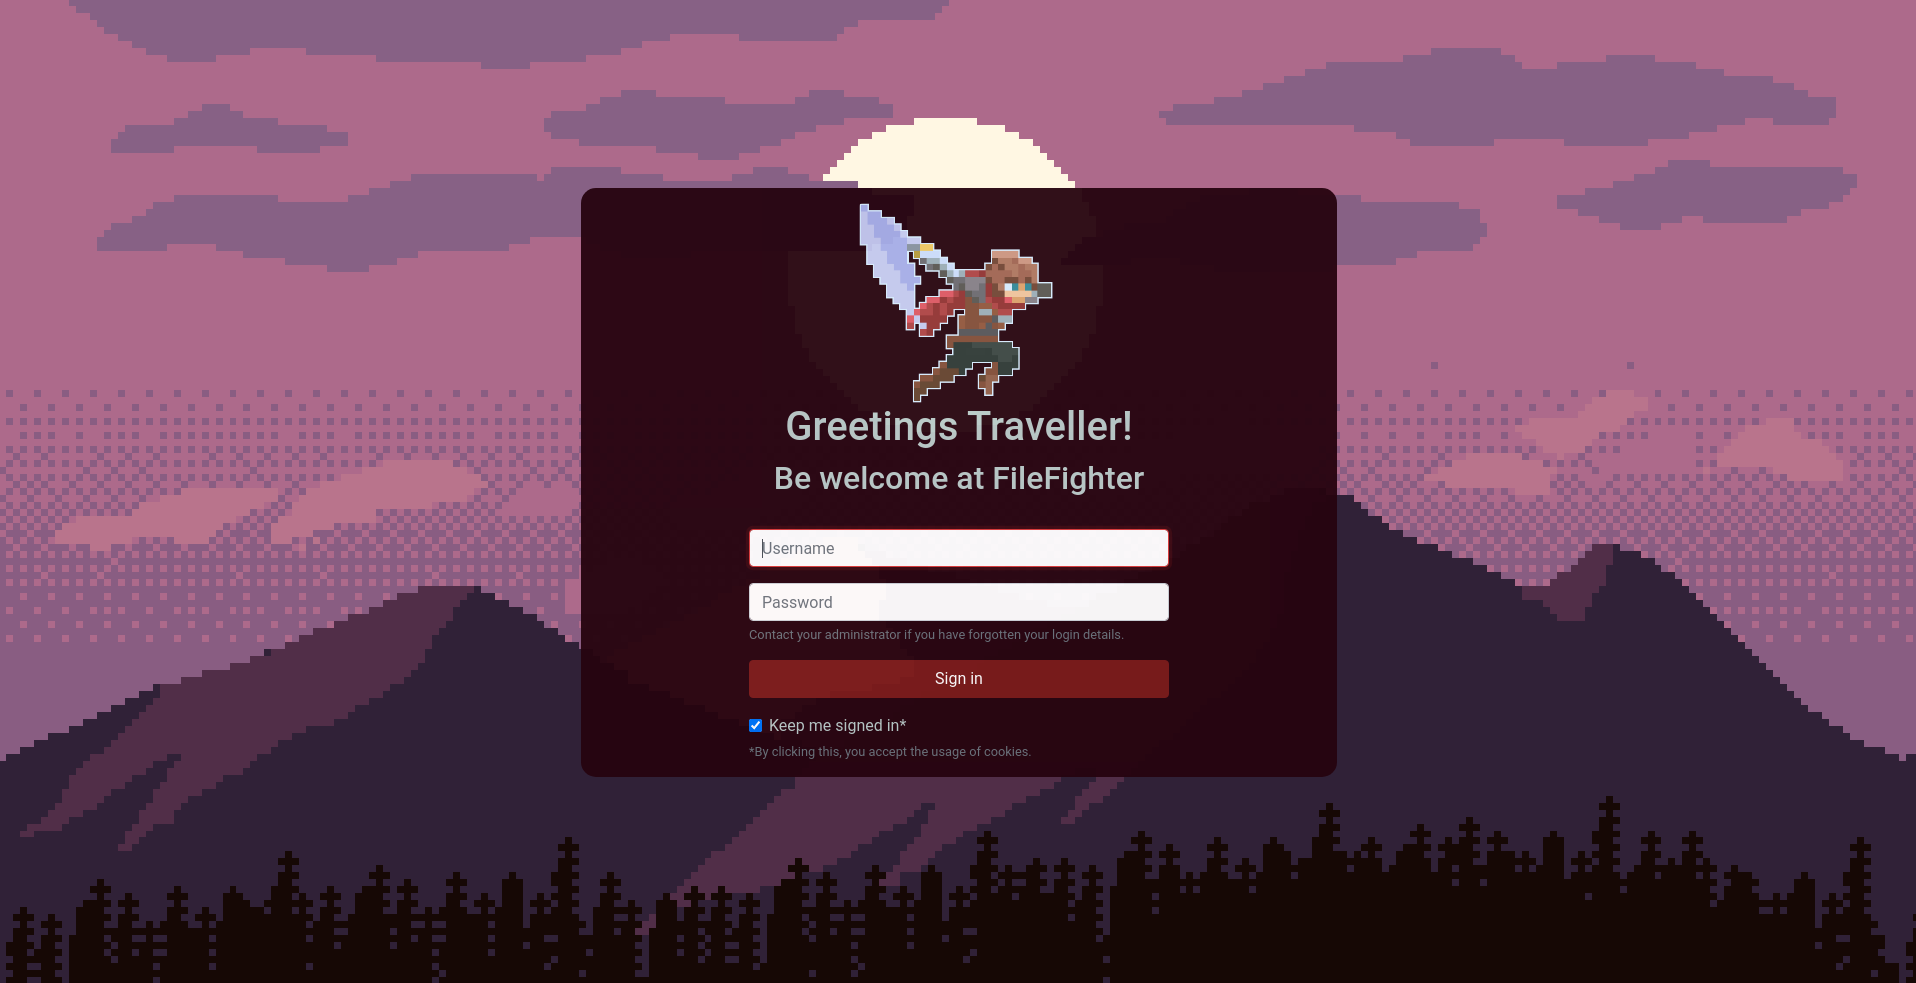 Greetings Traveller!
Be welcome at FileFighter
Username
Password
Contact your administrator if you have forgotten your login details.
Sign in
Keep me signed in*
*By clicking this, you accept the usage of cookies.